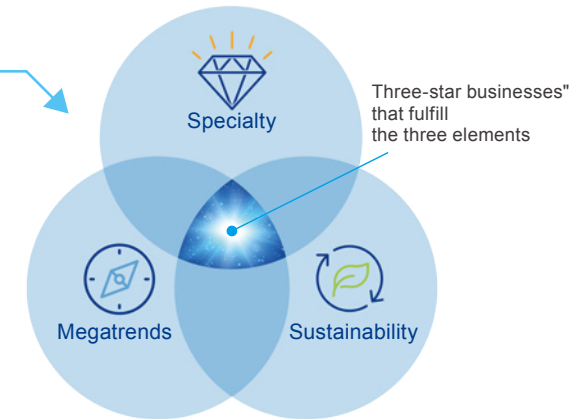 Specialty
Three-star businesses"
that fulfill
the three elements
Megatrends
Sustainability